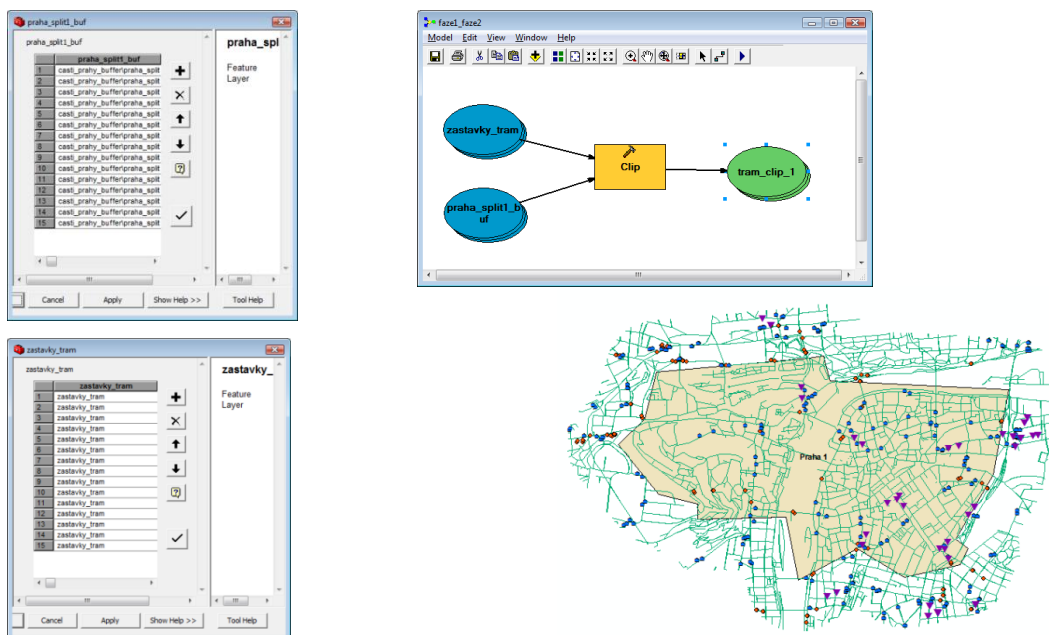 praha_split1_buf
praha_split1_buf
praha_split1_buf
1 casti_prahy_buffer\praha_split
2 casti_prahy_buffer\praha_split
3 casti_prahy_buffer\praha_split
4 casti_prahy_buffer\praha_split
5 casti_prahy_buffer\praha_split
6 casti_prahy_buffer\praha_split
7 casti_prahy_buffer\praha_split
8 casti_prahy_buffer\praha_split
9 casti_prahy_buffer\praha_split
10 casti_prahy_buffer\praha_split
11 casti_prahy_buffer\praha_split
12 casti_prahy_buffer\praha_split
13 casti_prahy_buffer\praha_split
14 casti_prahy_buffer\praha_split
15 casti_prahy_buffer\praha_split
praha_spl
Feature
Layer
Cancel Apply Show Help >> Tool Help
faze1_faze2
Model Edit View Window Help
zastavky_tram
Clip
tram_clip_1
praha_split1_b
uf
zastavky_tram
zastavky_tram
zastavky_tram
1 zastavky_tram
2 zastavky_tram
3 zastavky_tram
4 zastavky_tram
5 zastavky_tram
6 zastavky_tram
7 zastavky_tram
8 zastavky_tram
9 zastavky_tram
10 zastavky_tram
11 zastavky_tram
12 zastavky_tram
13 zastavky_tram
14 zastavky_tram
15 zastavky_tram
zastavky_
Feature
Layer
Cancel Apply Show Help >> Tool Help
Praha 1